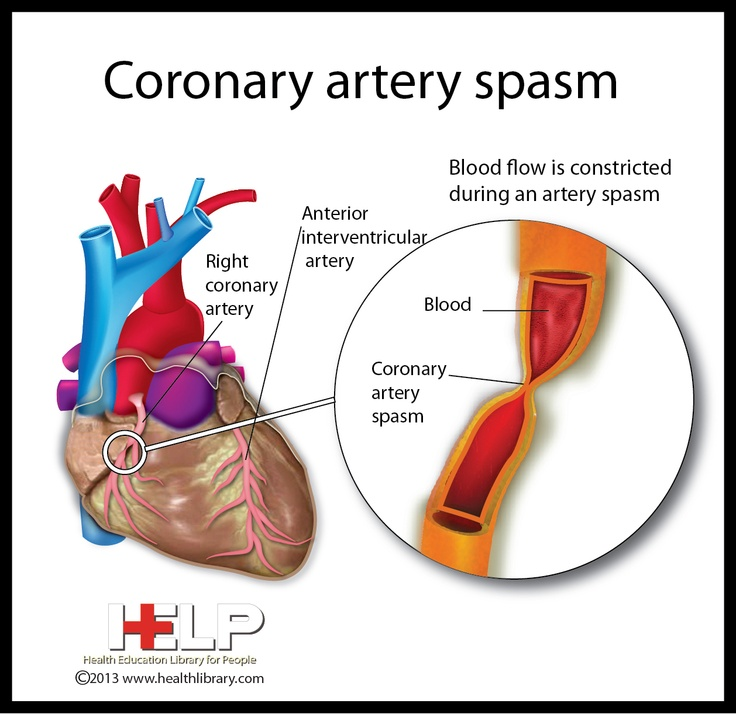 Coronary artery spasm
Blood flow is constricted
during an artery spasm
Anterior
interventricular
artery
Right
coronary
artery
Blood
Coronary
artery
spasm
HELP
Health Education Library for People
©2013 www.healthlibrary.com